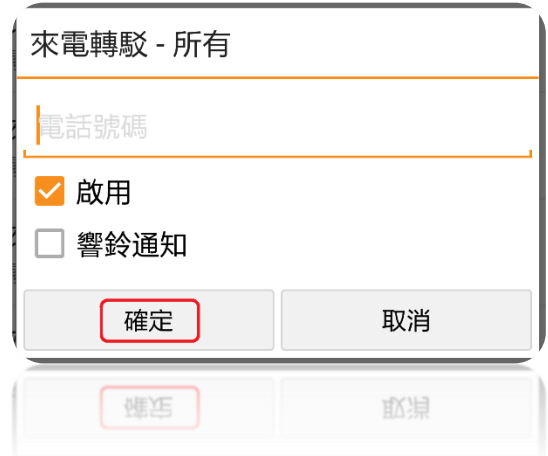 來電轉駁 - 所有
電話號碼
啟用
響鈴通知
確定
取消